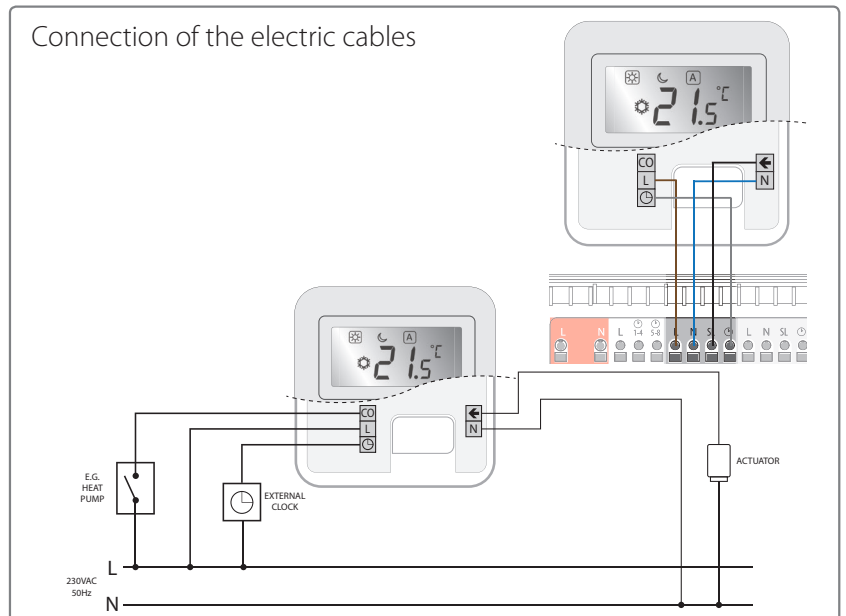 Connection of the electric cables
A
21.5°C
CO
L
N
L N L 1-4 5-8 L N SL L N SL
A
21.5°C
CO
L
N
E.G.
HEAT
PUMP
EXTERNAL
CLOCK
ACTUATOR
L
230VAC
50Hz
N